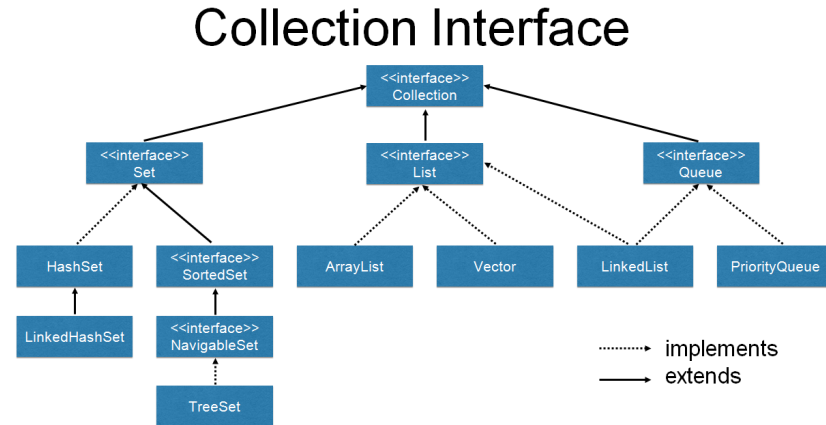 Collection Interface
<<interface>>
Collection
<<interface>>
Set
<<interface>>
List
<<interface>>
Queue
HashSet
<<interface>>
SortedSet
ArrayList
Vector
LinkedList
PriorityQueue
LinkedHashSet
<<interface>>
NavigableSet
TreeSet
implements
extends